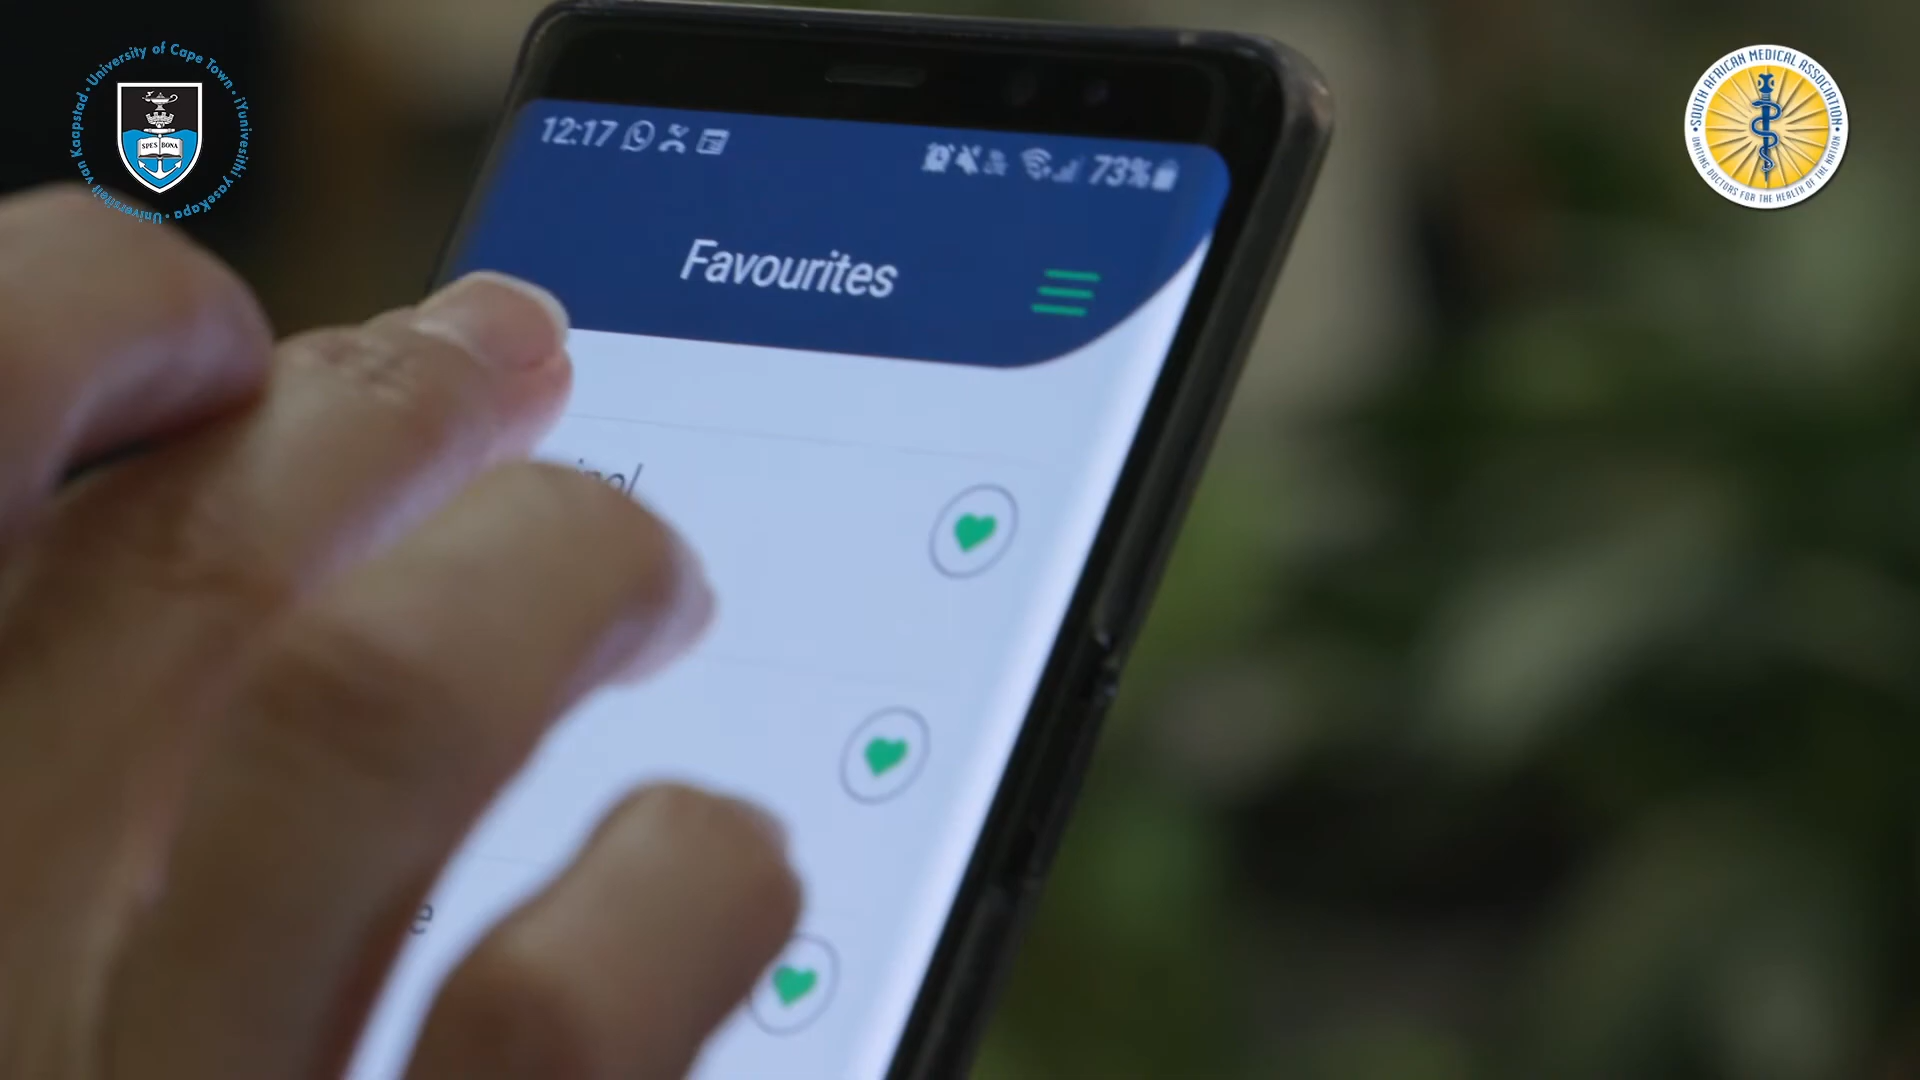 University of Cape Town · iYunivesithi yaseKapa · Universiteit van Kaapstad ·
SPES BONA
SOUTH AFRICAN MEDICAL ASSOCIATION
UNITING DOCTORS FOR THE HEALTH OF THE NATION
12:17
73%
Favourites